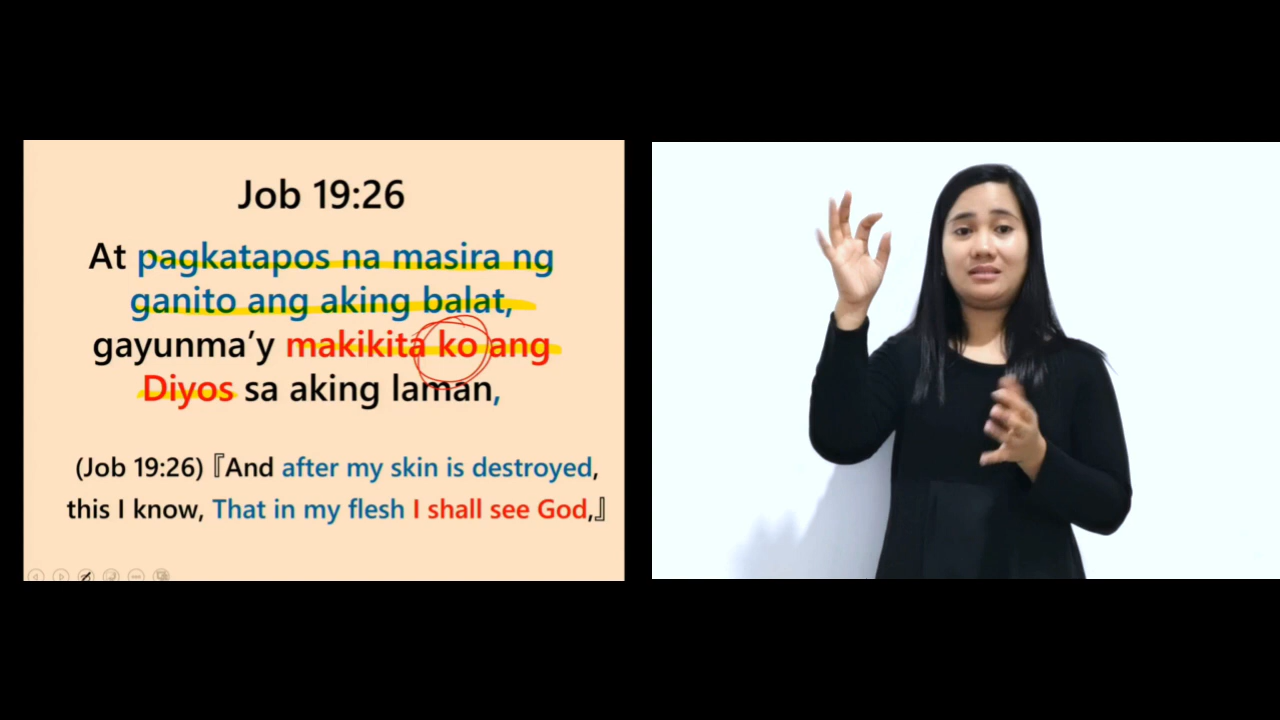 Job 19:26
At pagkatapos na masira ng
ganito ang aking balat,
gayunma’y makikita ko ang
Diyos sa aking laman,
(Job 19:26)『And after my skin is destroyed,
this I know, That in my flesh I shall see God,』